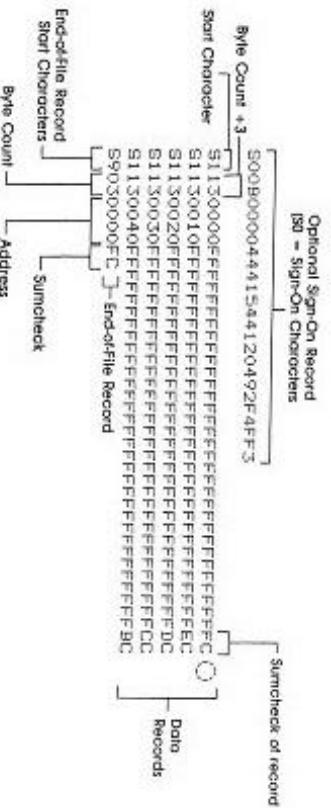 Optional Sign-On Record
(S0 = Sign-On Characters
S00B00004441544120492F4FF3
Byte Count +3
Start Character
Sumcheck of record
S1130000FFFFFFFFFFFFFFFFFFFFFFFFFFFFFFFFFC
S1130010FFFFFFFFFFFFFFFFFFFFFFFFFFFFFFFFEC
S1130020FFFFFFFFFFFFFFFFFFFFFFFFFFFFFFFFDC
S1130030FFFFFFFFFFFFFFFFFFFFFFFFFFFFFFFFCC
S1130040FFFFFFFFFFFFFFFFFFFFFFFFFFFFFFFFBC
S9030000FC
Data
Records
End-of-File Record
End-of-File Record
Start Characters
Sumcheck
Address
Byte Count